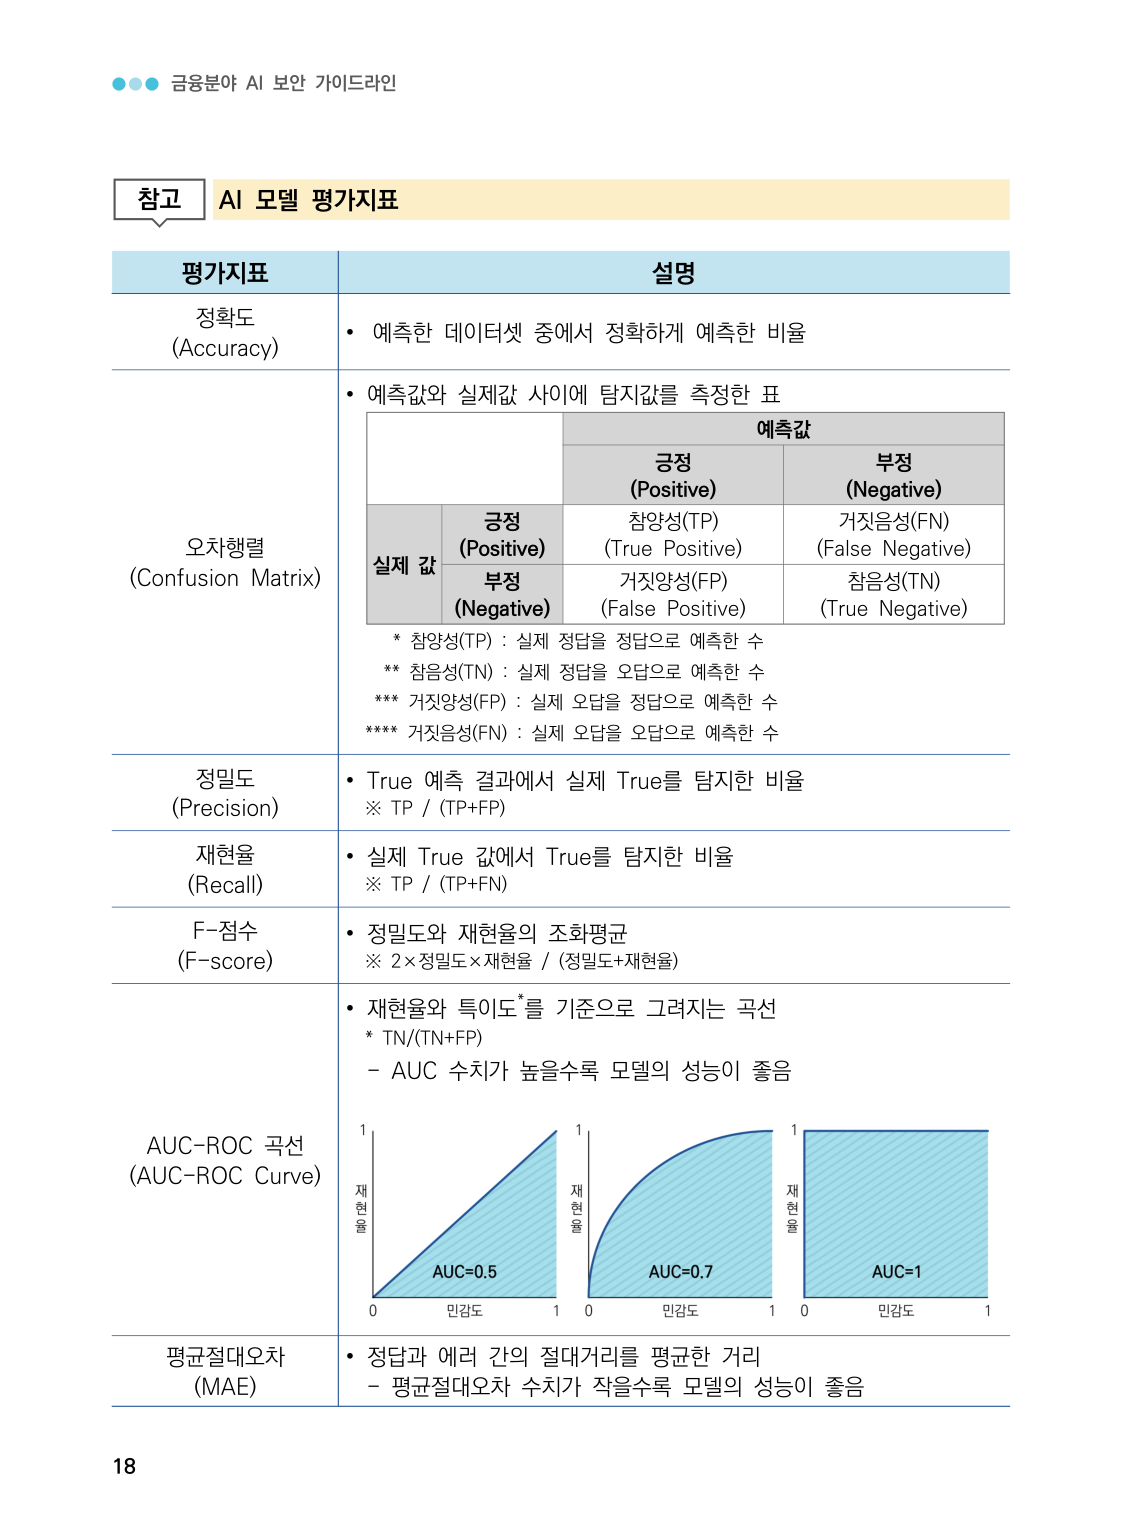 금융분야 AI 보안 가이드라인
참고
AI 모델 평가지표
평가지표
설명
정확도
(Accuracy)
• 예측한 데이터셋 중에서 정확하게 예측한 비율
오차행렬
(Confusion Matrix)
• 예측값와 실제값 사이에 탐지값를 측정한 표
예측값
긍정
(Positive)
부정
(Negative)
실제 값
긍정
(Positive)
참양성(TP)
(True Positive)
거짓음성(FN)
(False Negative)
부정
(Negative)
거짓양성(FP)
(False Positive)
참음성(TN)
(True Negative)
* 참양성(TP) : 실제 정답을 정답으로 예측한 수
** 참음성(TN) : 실제 정답을 오답으로 예측한 수
*** 거짓양성(FP) : 실제 오답을 정답으로 예측한 수
**** 거짓음성(FN) : 실제 오답을 오답으로 예측한 수
정밀도
(Precision)
• True 예측 결과에서 실제 True를 탐지한 비율
※ TP / (TP+FP)
재현율
(Recall)
• 실제 True 값에서 True를 탐지한 비율
※ TP / (TP+FN)
F-점수
(F-score)
• 정밀도와 재현율의 조화평균
※ 2×정밀도×재현율 / (정밀도+재현율)
AUC-ROC 곡선
(AUC-ROC Curve)
• 재현율와 특이도*를 기준으로 그려지는 곡선
* TN/(TN+FP)
- AUC 수치가 높을수록 모델의 성능이 좋음
1
재현율
AUC=0.5
0 민감도 1
1
재현율
AUC=0.7
0 민감도 1
1
재현율
AUC=1
0 민감도 1
평균절대오차
(MAE)
• 정답과 에러 간의 절대거리를 평균한 거리
- 평균절대오차 수치가 작을수록 모델의 성능이 좋음
18